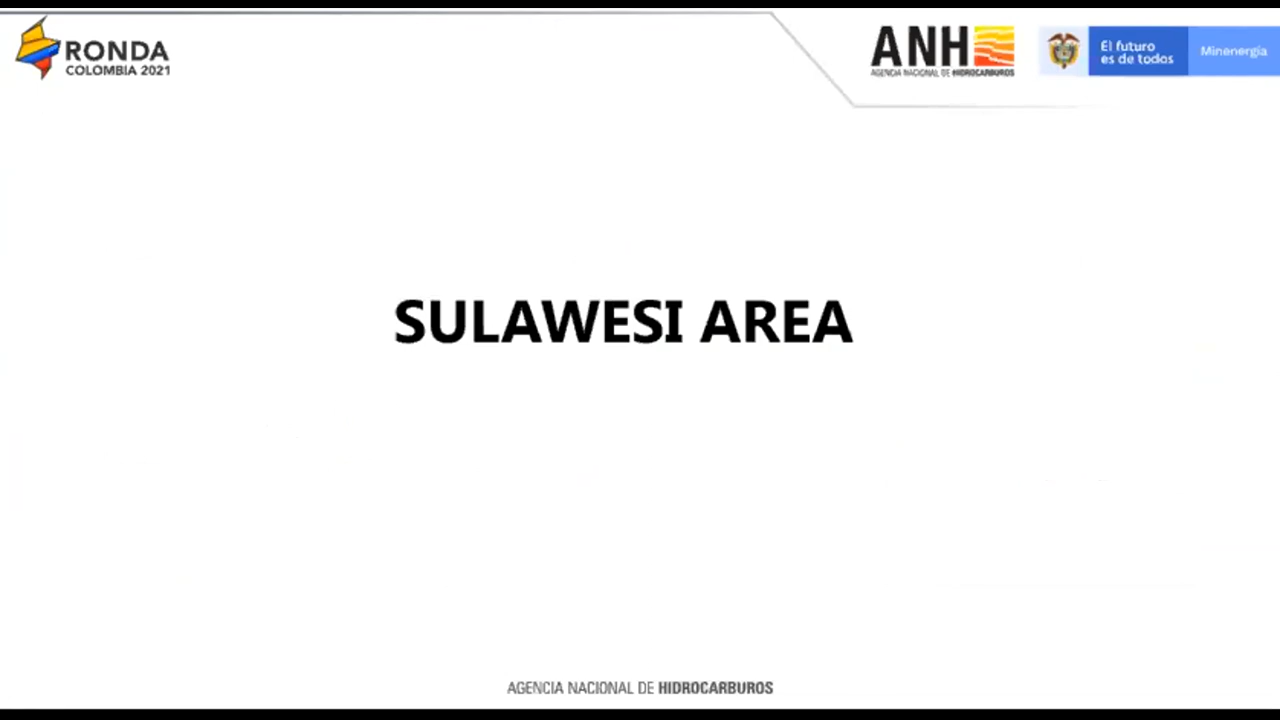 RONDA
COLOMBIA 2021
ANH
AGENCIA NACIONAL DE HIDROCARBUROS
El futuro
es de todos
Minenergía
SULAWESI AREA
AGENCIA NACIONAL DE HIDROCARBUROS